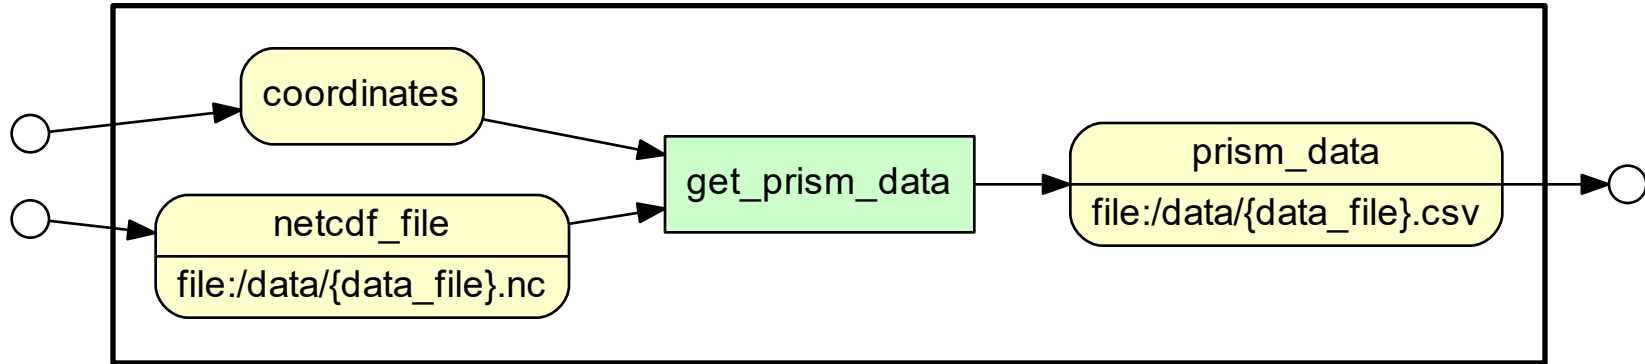 coordinates
netcdf_file
file:/data/{data_file}.nc
get_prism_data
prism_data
file:/data/{data_file}.csv